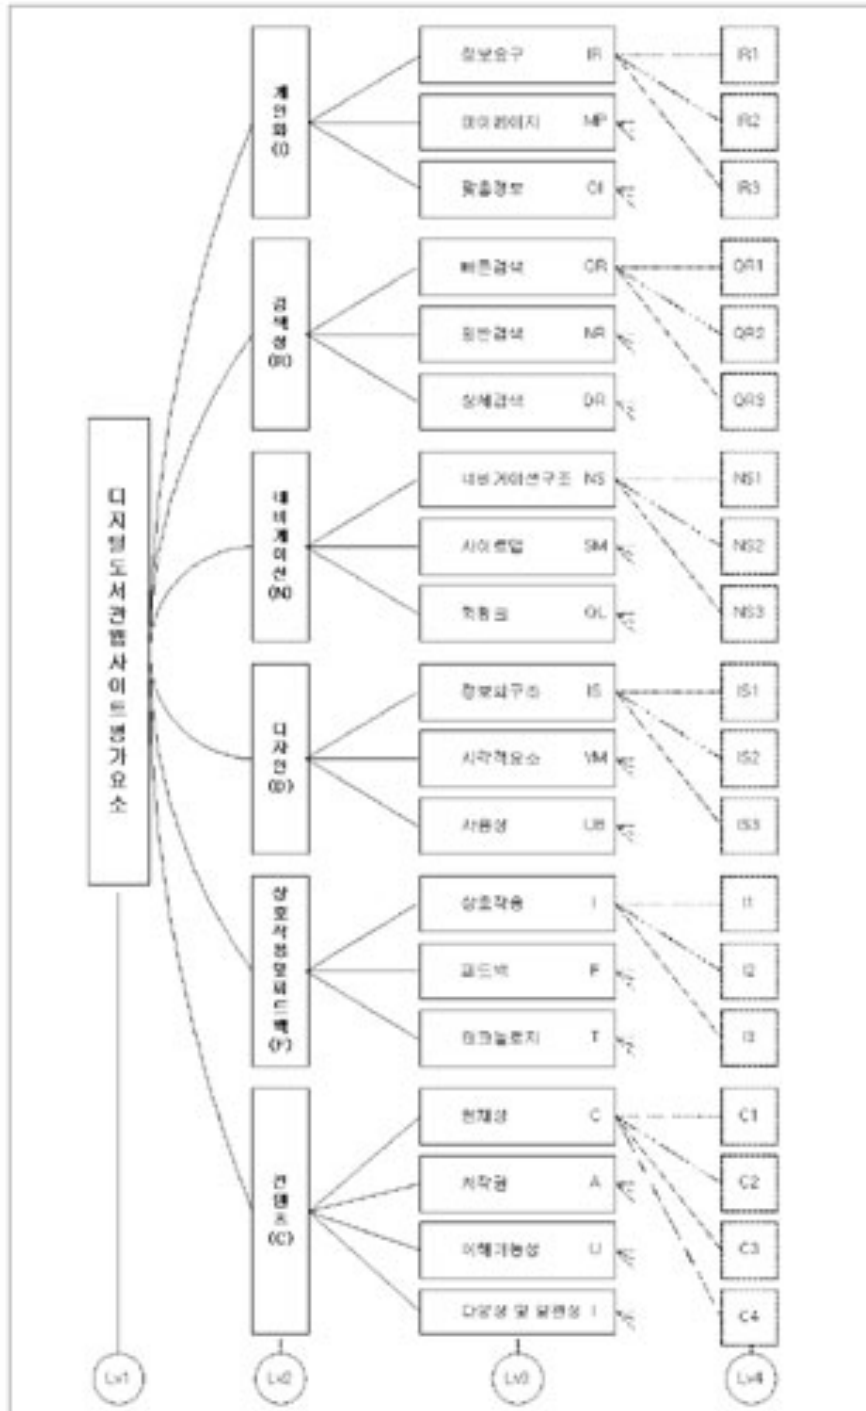 디지털도서관웹사이트평가요소
개인화(I)
정보요구 IR
마이페이지 MP
맞춤정보 CI
IR1
IR2
IR3
검색성(R)
빠른검색 QR
일반검색 NR
상세검색 DR
QR1
QR2
QR3
네비게이션(N)
네비게이션구조 NS
사이트맵 SM
퀵링크 QL
NS1
NS2
NS3
디자인(D)
정보의구조 IS
시각적요소 VM
사용성 UB
IS1
IS2
IS3
상호작용및피드백(F)
상호작용 I
피드백 F
테크놀로지 T
I1
I2
I3
컨텐츠(C)
현재성 C
저작권 A
이해가능성 U
다양성 및 I
C1
C2
C3
C4
Lv1
Lv2
Lv3
Lv4